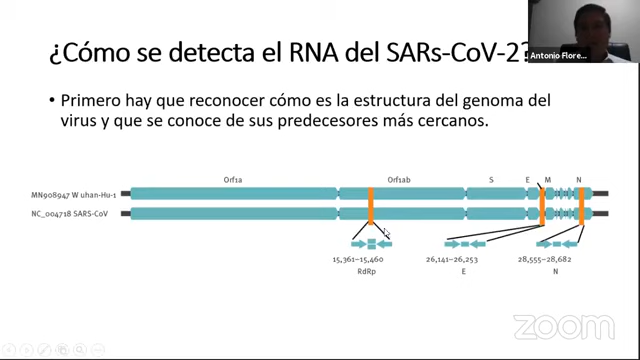 ¿Cómo se detecta el RNA del SARs-CoV-2?
Antonio Flore...
• Primero hay que reconocer cómo es la estructura del genoma del
virus y que se conoce de sus predecesores más cercanos.
Orf1a Orf1ab S E M N
MN908947 W uhan-Hu-1
NC_004718 SARS-CoV
15,361–15,460 26,141–26,253 28,555–28,682
RdRp E N
zoom